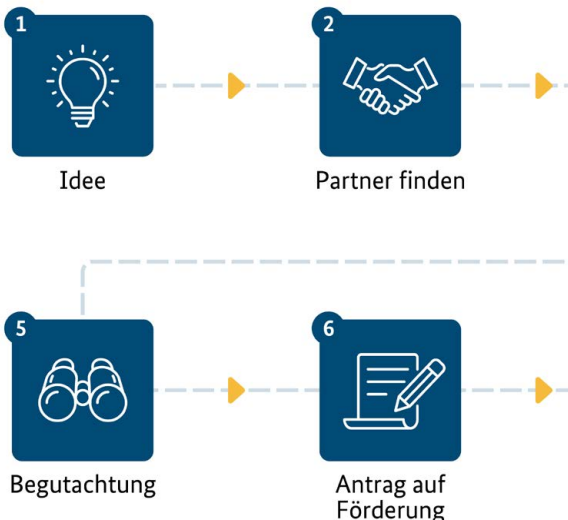 1
Idee
2
Partner finden
5
Begutachtung
6
Antrag auf
Förderung